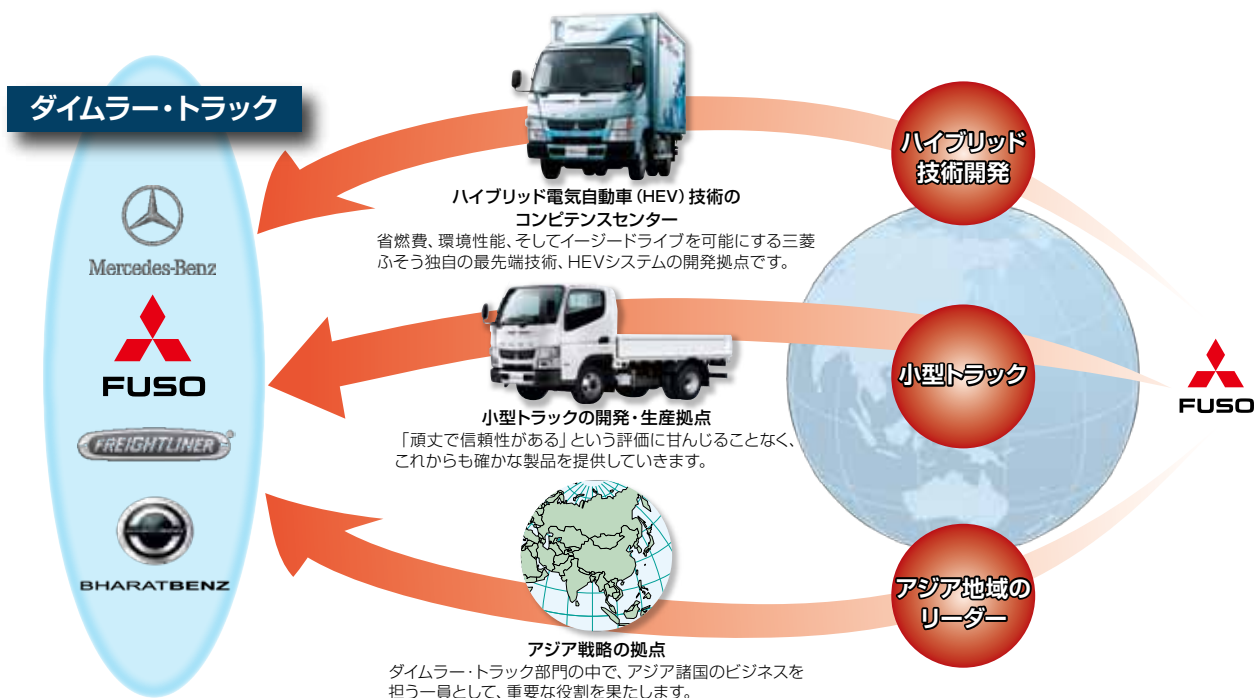 ダイムラー・トラック
Mercedes-Benz
FUSO
FREIGHTLINER
BHARATBENZ
ハイブリッド電気自動車（HEV）技術の
コンピテンスセンター
省燃費、環境性能、そしてイージードライブを可能にする三菱
ふそう独自の最先端技術、HEVシステムの開発拠点です。
小型トラックの開発・生産拠点
「頑丈で信頼性がある」という評価に甘んじることなく、
これからも確かな製品を提供していきます。
アジア戦略の拠点
ダイムラー・トラック部門の中で、アジア諸国のビジネスを
担う一員として、重要な役割を果たします。
ハイブリッド
技術開発
小型トラック
アジア地域の
リーダー
FUSO